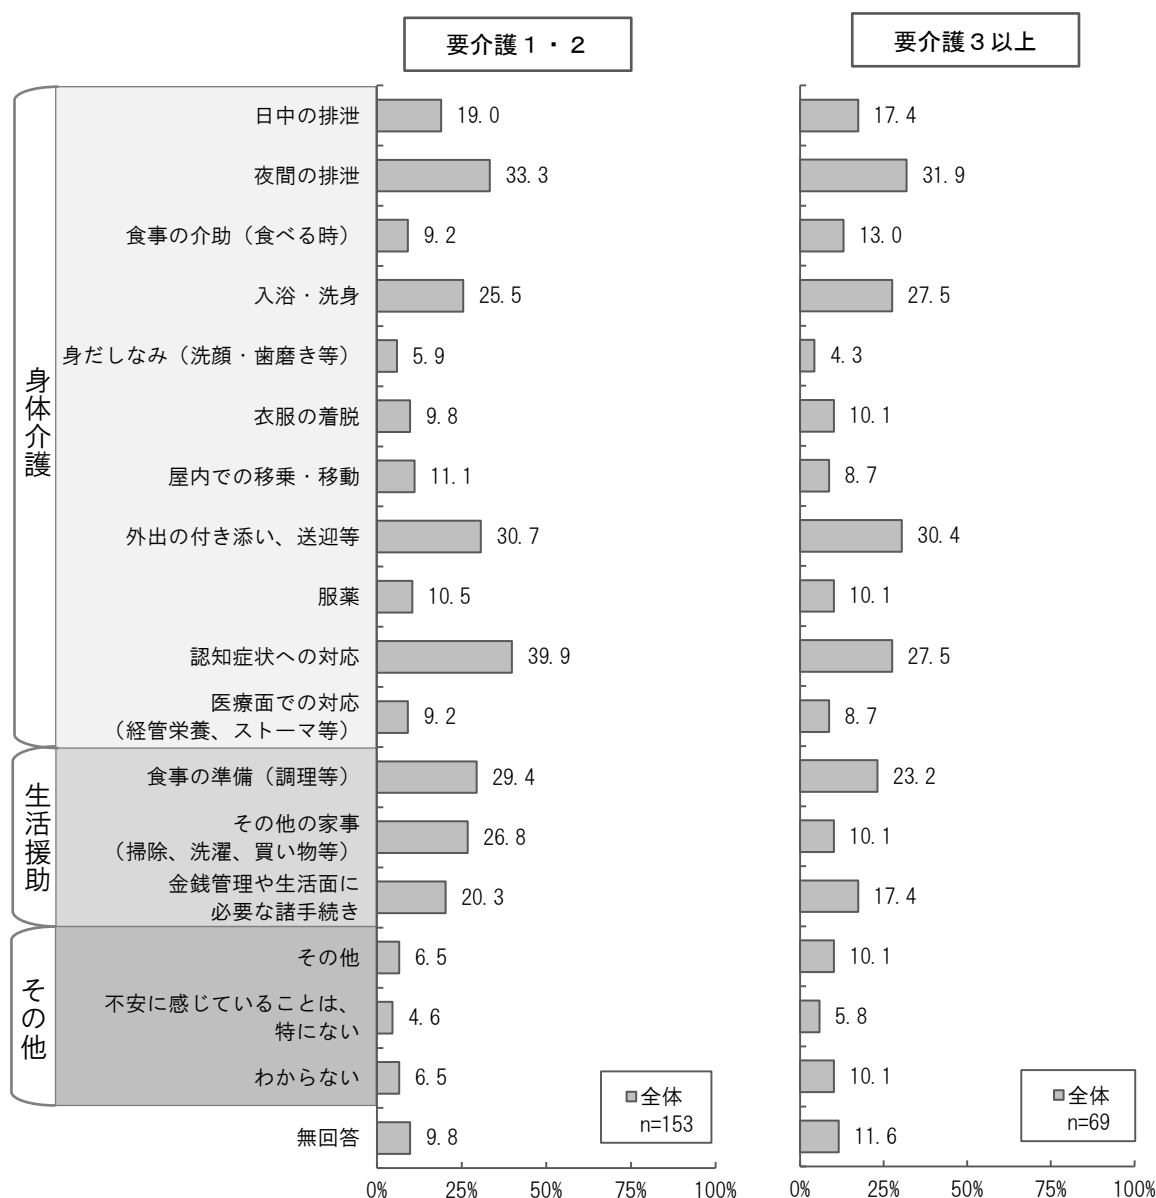 要介護１・２
要介護３以上
身体介護
日中の排泄 19.0 17.4
夜間の排泄 33.3 31.9
食事の介助（食べる時） 9.2 13.0
入浴・洗身 25.5 27.5
身だしなみ（洗顔・歯磨き等） 5.9 4.3
衣服の着脱 9.8 10.1
屋内での移乗・移動 11.1 8.7
外出の付き添い、送迎等 30.7 30.4
服薬 10.5 10.1
認知症状への対応 39.9 27.5
医療面での対応
（経管栄養、ストーマ等） 9.2 8.7
生活援助
食事の準備（調理等） 29.4 23.2
その他の家事
（掃除、洗濯、買い物等） 26.8 10.1
金銭管理や生活面に
必要な諸手続き 20.3 17.4
その他
その他 6.5 10.1
不安に感じていることは、
特にない 4.6 5.8
わからない 6.5 10.1
無回答 9.8 11.6
全体
n=153
全体
n=69
0% 25% 50% 75% 100%
0% 25% 50% 75% 100%